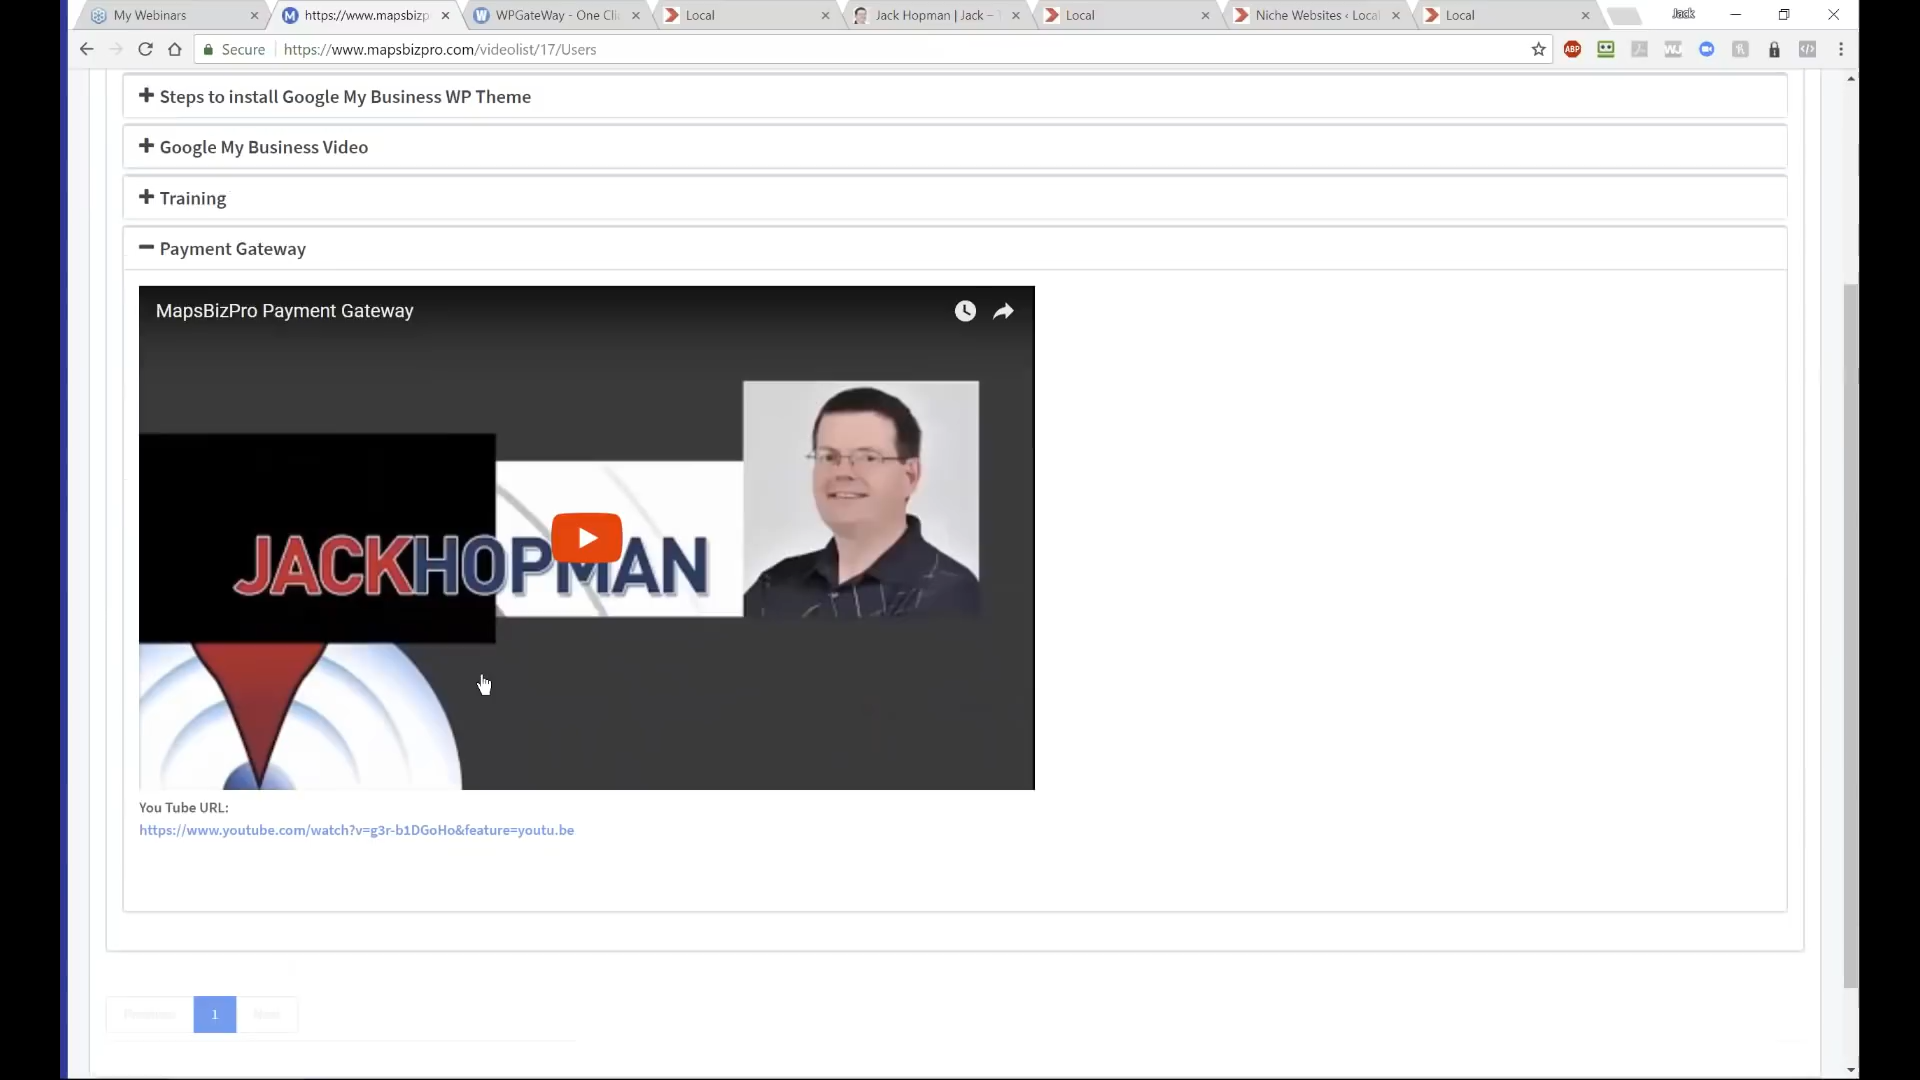 My Webinars
https://www.mapsbizp
WPGateWay - One Cli
Local
Jack Hopman | Jack –
Local
Niche Websites ‹ Local
Local
Jack
Secure
https://www.mapsbizpro.com/videolist/17/Users
ABP
Steps to install Google My Business WP Theme
Google My Business Video
Training
Payment Gateway
MapsBizPro Payment Gateway
JACKHOPMAN
You Tube URL:
https://www.youtube.com/watch?v=g3r-b1DGoHo&feature=youtu.be
Previous
1
Next